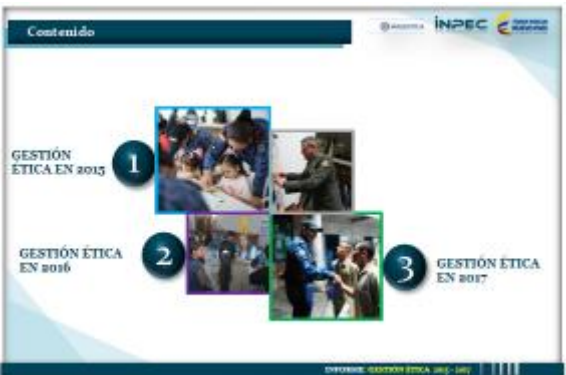 Contenido
INPEC
GESTIÓN
ÉTICA EN 2015
1
GESTIÓN ÉTICA
EN 2016
2
3
GESTIÓN ÉTICA
EN 2017
INFORME GESTIÓN ÉTICA 2015 - 2017